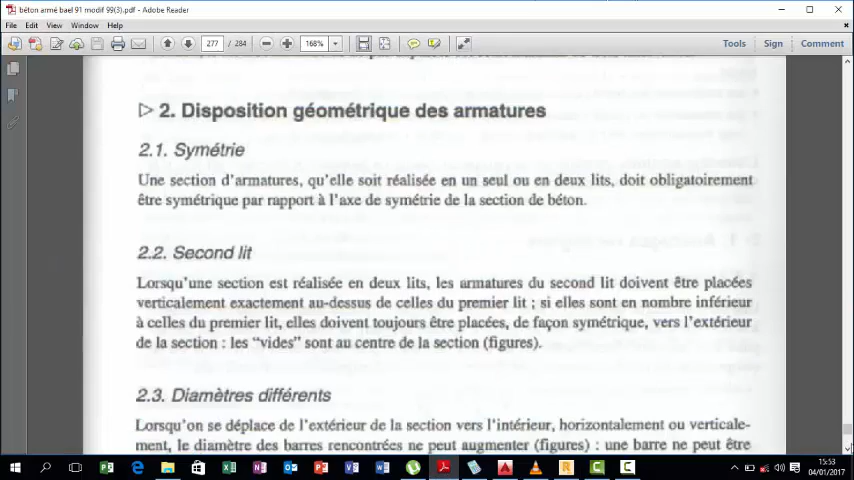 béton armé bael 91 modif 99(3).pdf - Adobe Reader
File Edit View Window Help
277 / 284 168% Tools Sign Comment
2. Disposition géométrique des armatures
2.1. Symétrie
Une section d'armatures, qu'elle soit réalisée en un seul ou en deux lits, doit obligatoirement
être symétrique par rapport à l'axe de symétrie de la section de béton.
2.2. Second lit
Lorsqu'une section est réalisée en deux lits, les armatures du second lit doivent être placées
verticalement exactement au-dessus de celles du premier lit ; si elles sont en nombre inférieur
à celles du premier lit, elles doivent toujours être placées, de façon symétrique, vers l'extérieur
de la section : les "vides" sont au centre de la section (figures).
2.3. Diamètres différents
Lorsqu'on se déplace de l'extérieur de la section vers l'intérieur, horizontalement ou verticale-
ment, le diamètre des barres rencontrées ne peut augmenter (figures) : une barre ne peut être
15:53
04/01/2017